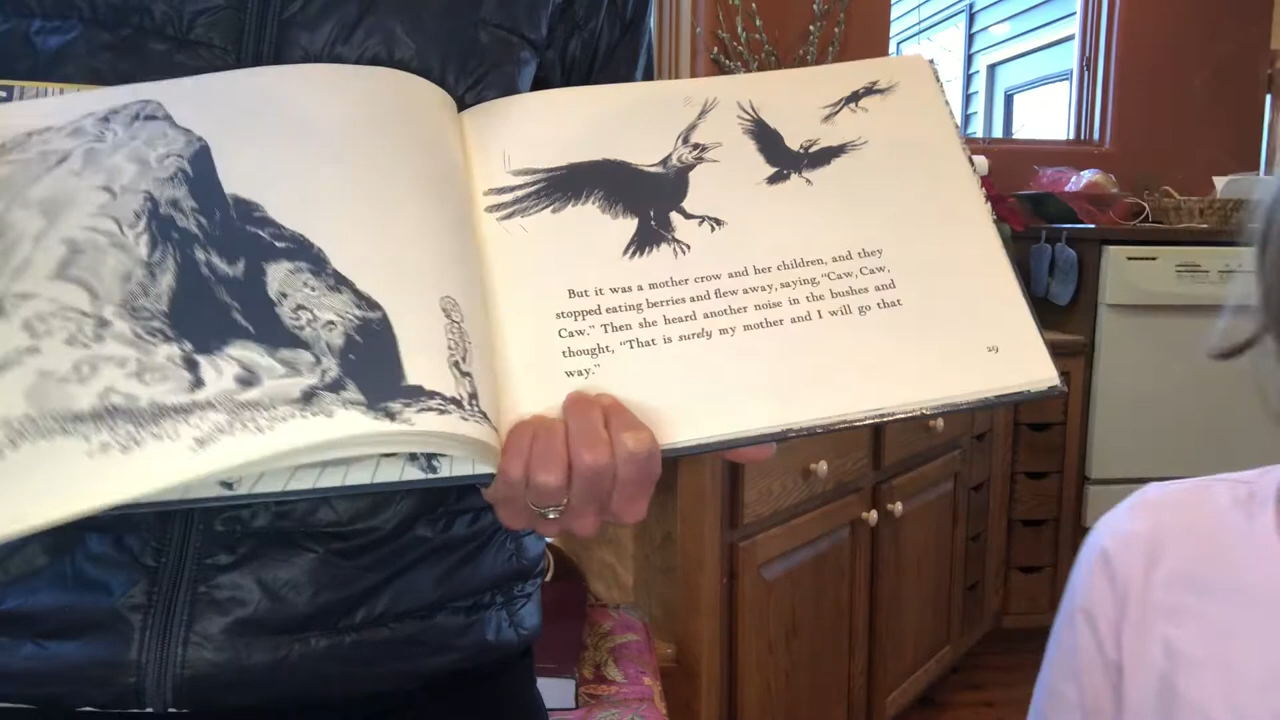 But it was a mother crow and her children, and they
stopped eating berries and flew away, saying, "Caw, Caw,
Caw." Then she heard another noise in the bushes and
thought, "That is surely my mother and I will go that
way."
29